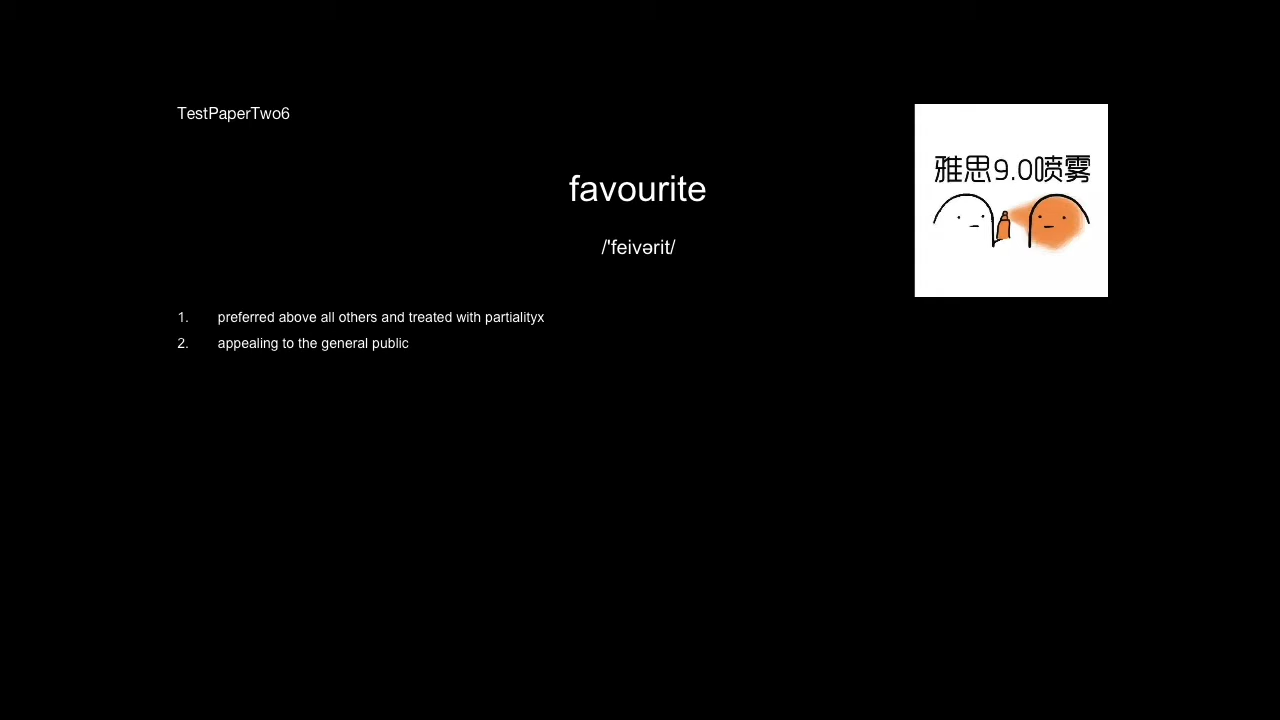 TestPaperTwo6
雅思9.0喷雾
favourite
/'feivərit/
1. preferred above all others and treated with partialityx
2. appealing to the general public